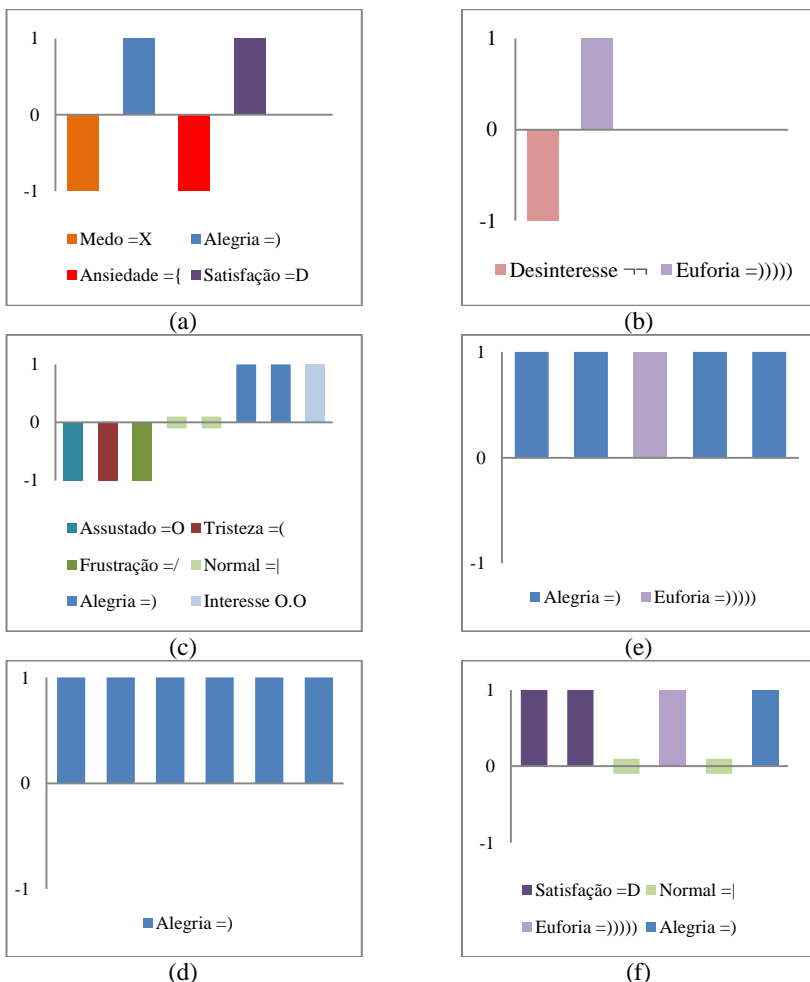 1
0
-1
Medo =X Alegria =)
Ansiedade ={ Satisfação =D
(a)
1
0
-1
Desinteresse ¬¬ Euforia =)))))
(b)
1
0
-1
Assustado =O Tristeza =(
Frustração =/ Normal =|
Alegria =) Interesse O.O
(c)
1
0
-1
Alegria =) Euforia =)))))
(e)
1
0
-1
Alegria =)
(d)
1
0
-1
Satisfação =D Normal =|
Euforia =))))) Alegria =)
(f)